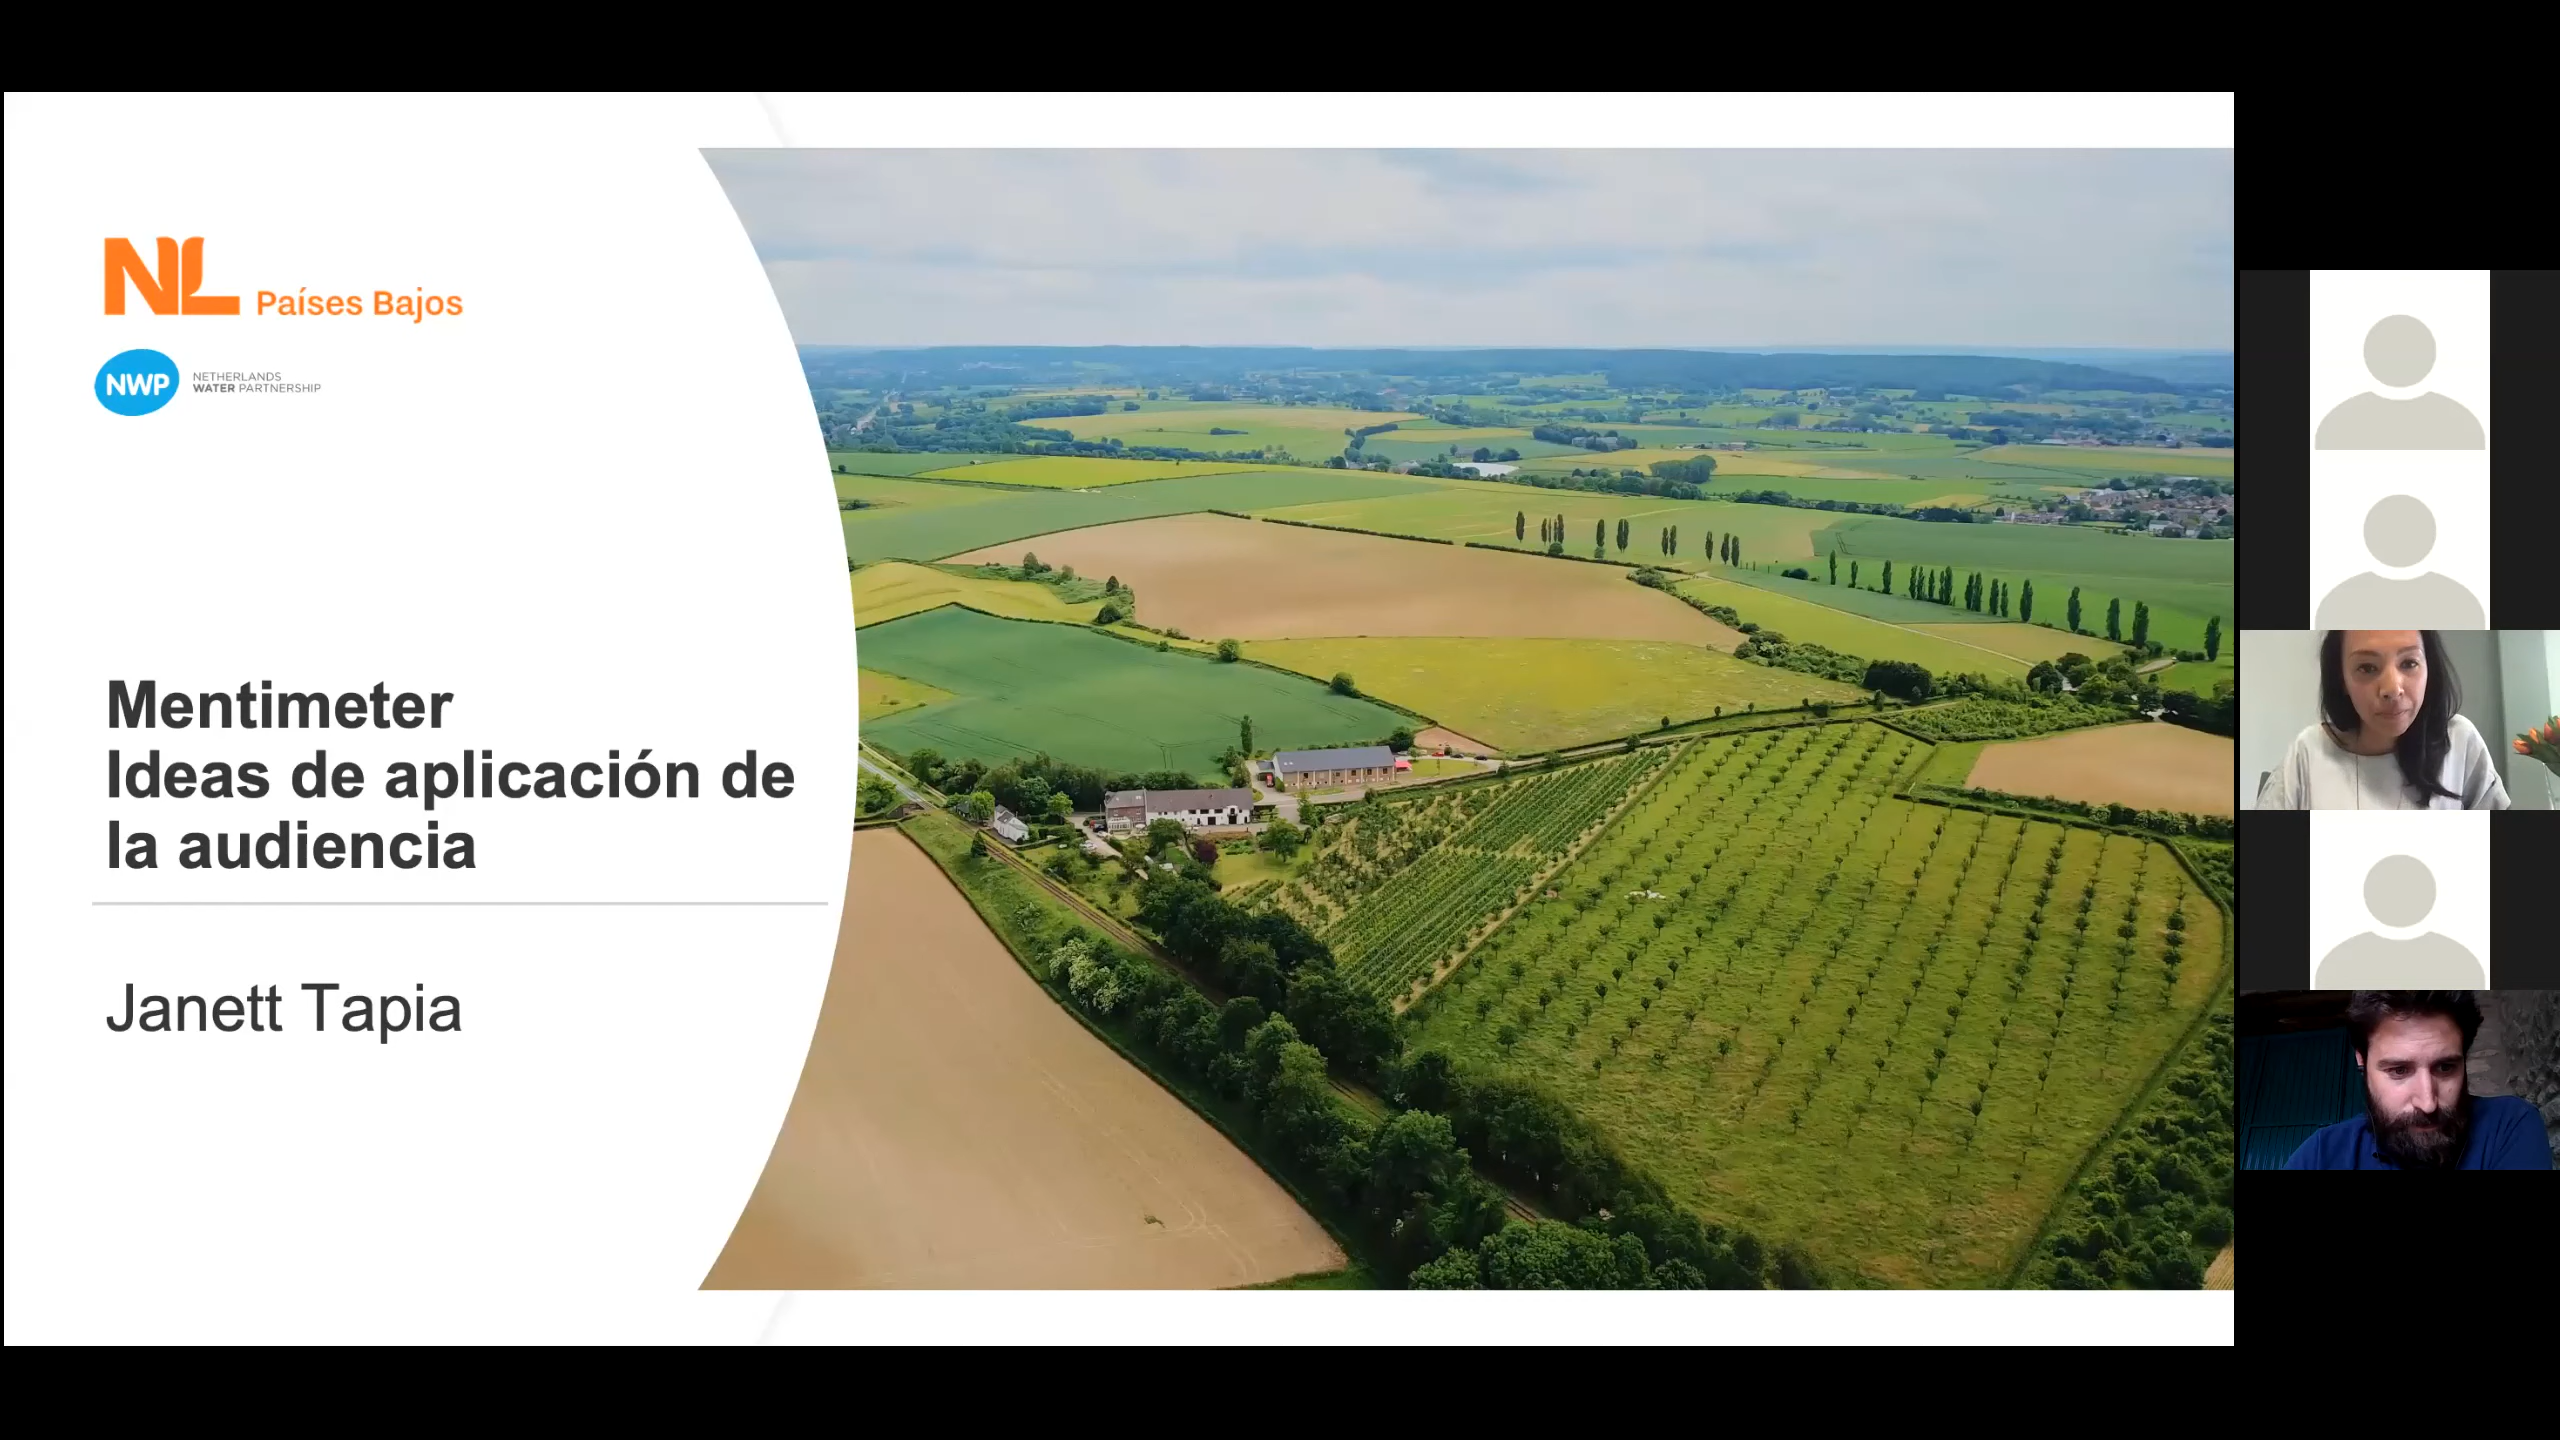 NL Países Bajos
NWP NETHERLANDS
WATER PARTNERSHIP
Mentimeter
Ideas de aplicación de
la audiencia
Janett Tapia